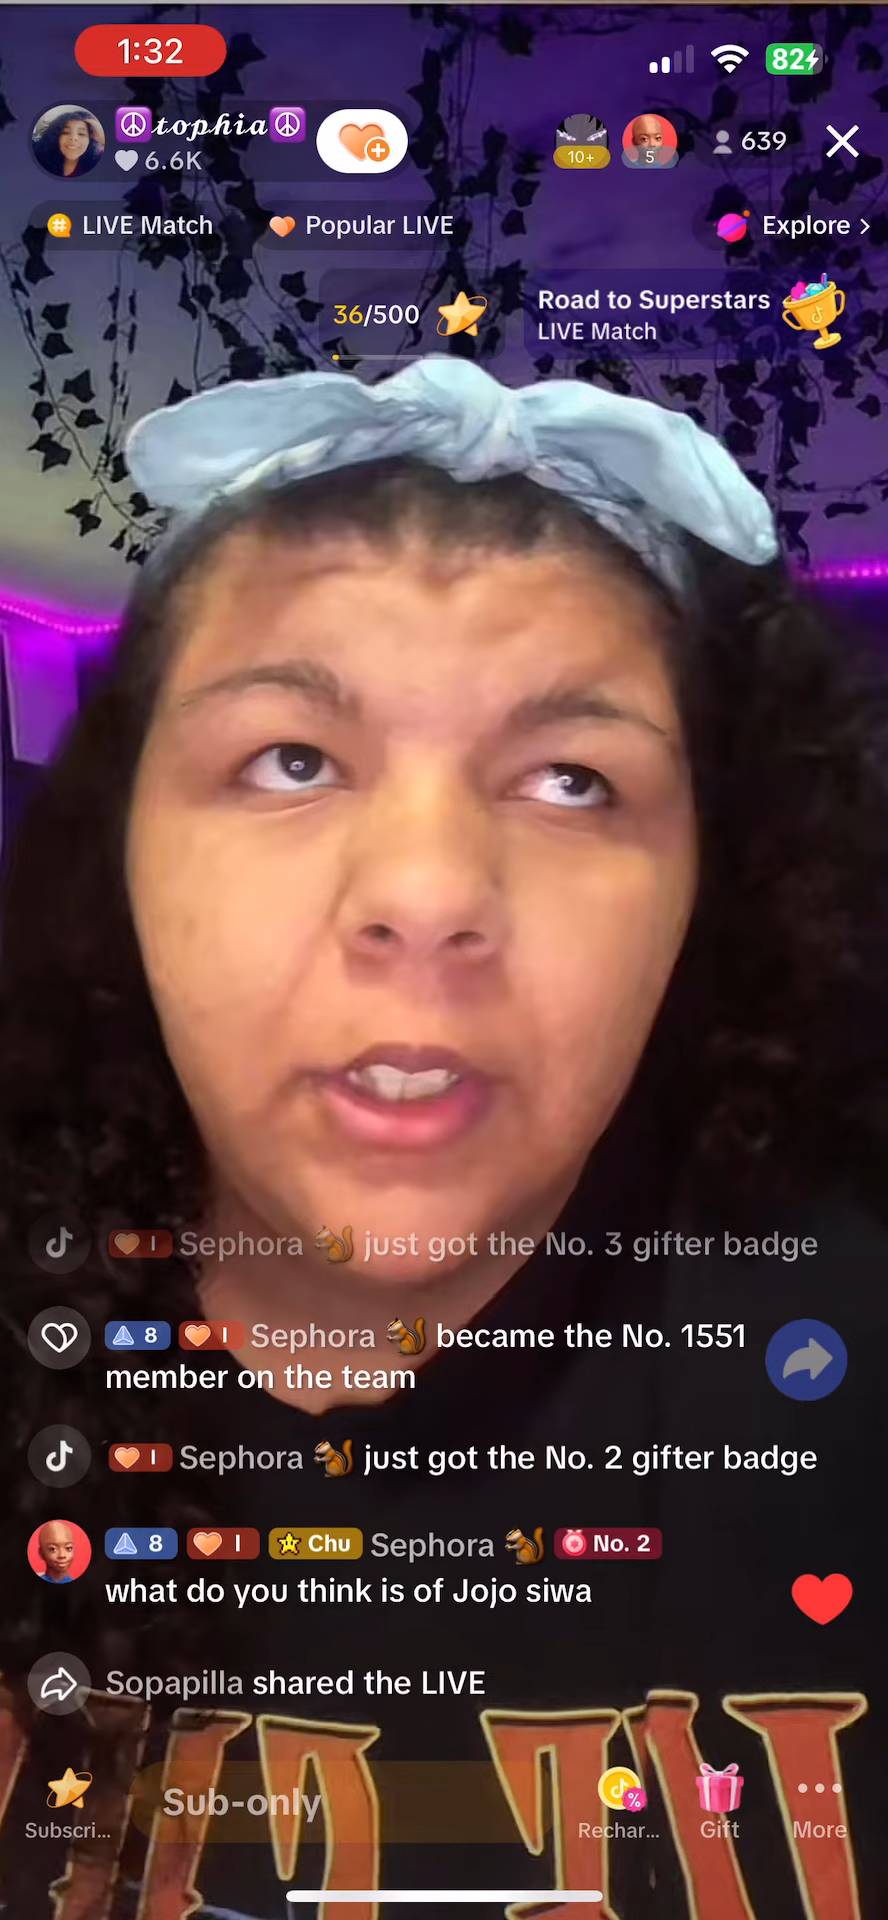 1:32
82
☮️tophia☮️
6.6K
10+
5
639
LIVE Match
Popular LIVE
Explore >
36/500
Road to Superstars
LIVE Match
I Sephora 🐿️ just got the No. 3 gifter badge
8 I Sephora 🐿️ became the No. 1551
member on the team
I Sephora 🐿️ just got the No. 2 gifter badge
8 I Chu Sephora 🐿️ No. 2
what do you think is of Jojo siwa
Sopapilla shared the LIVE
Subscri...
Sub-only
Rechar...
Gift
More